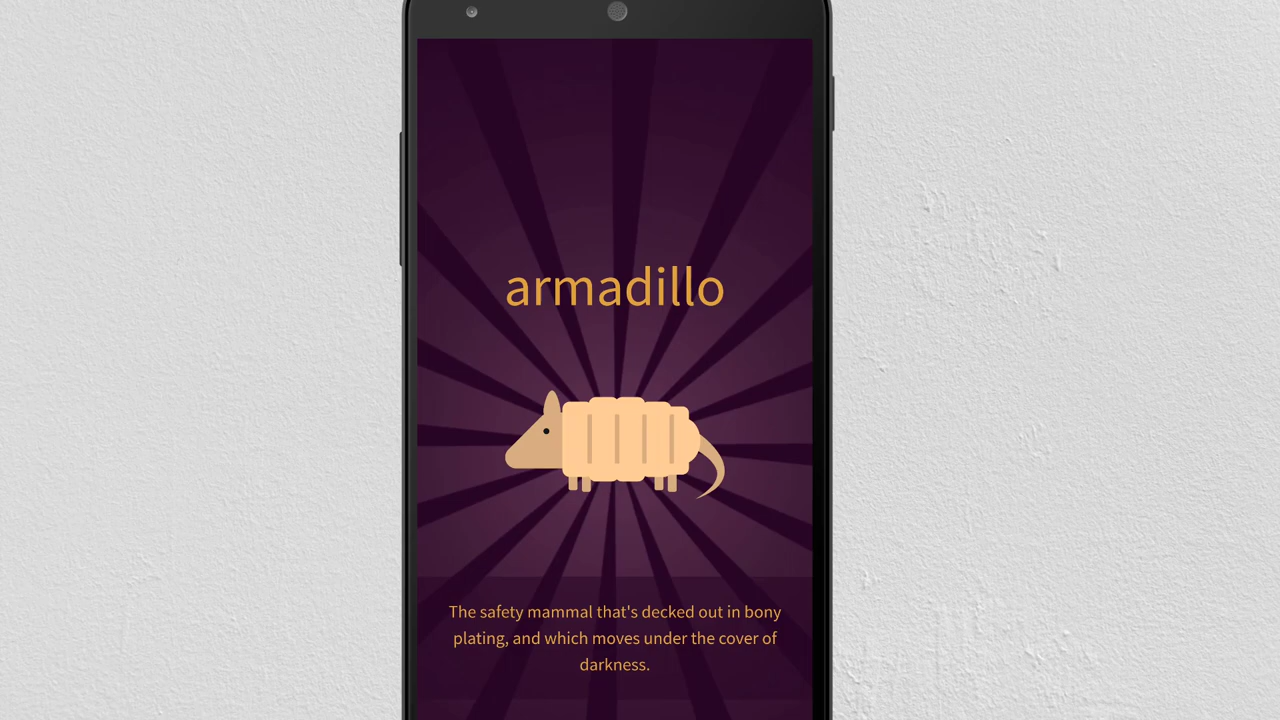 armadillo
The safety mammal that's decked out in bony
plating, and which moves under the cover of
darkness.